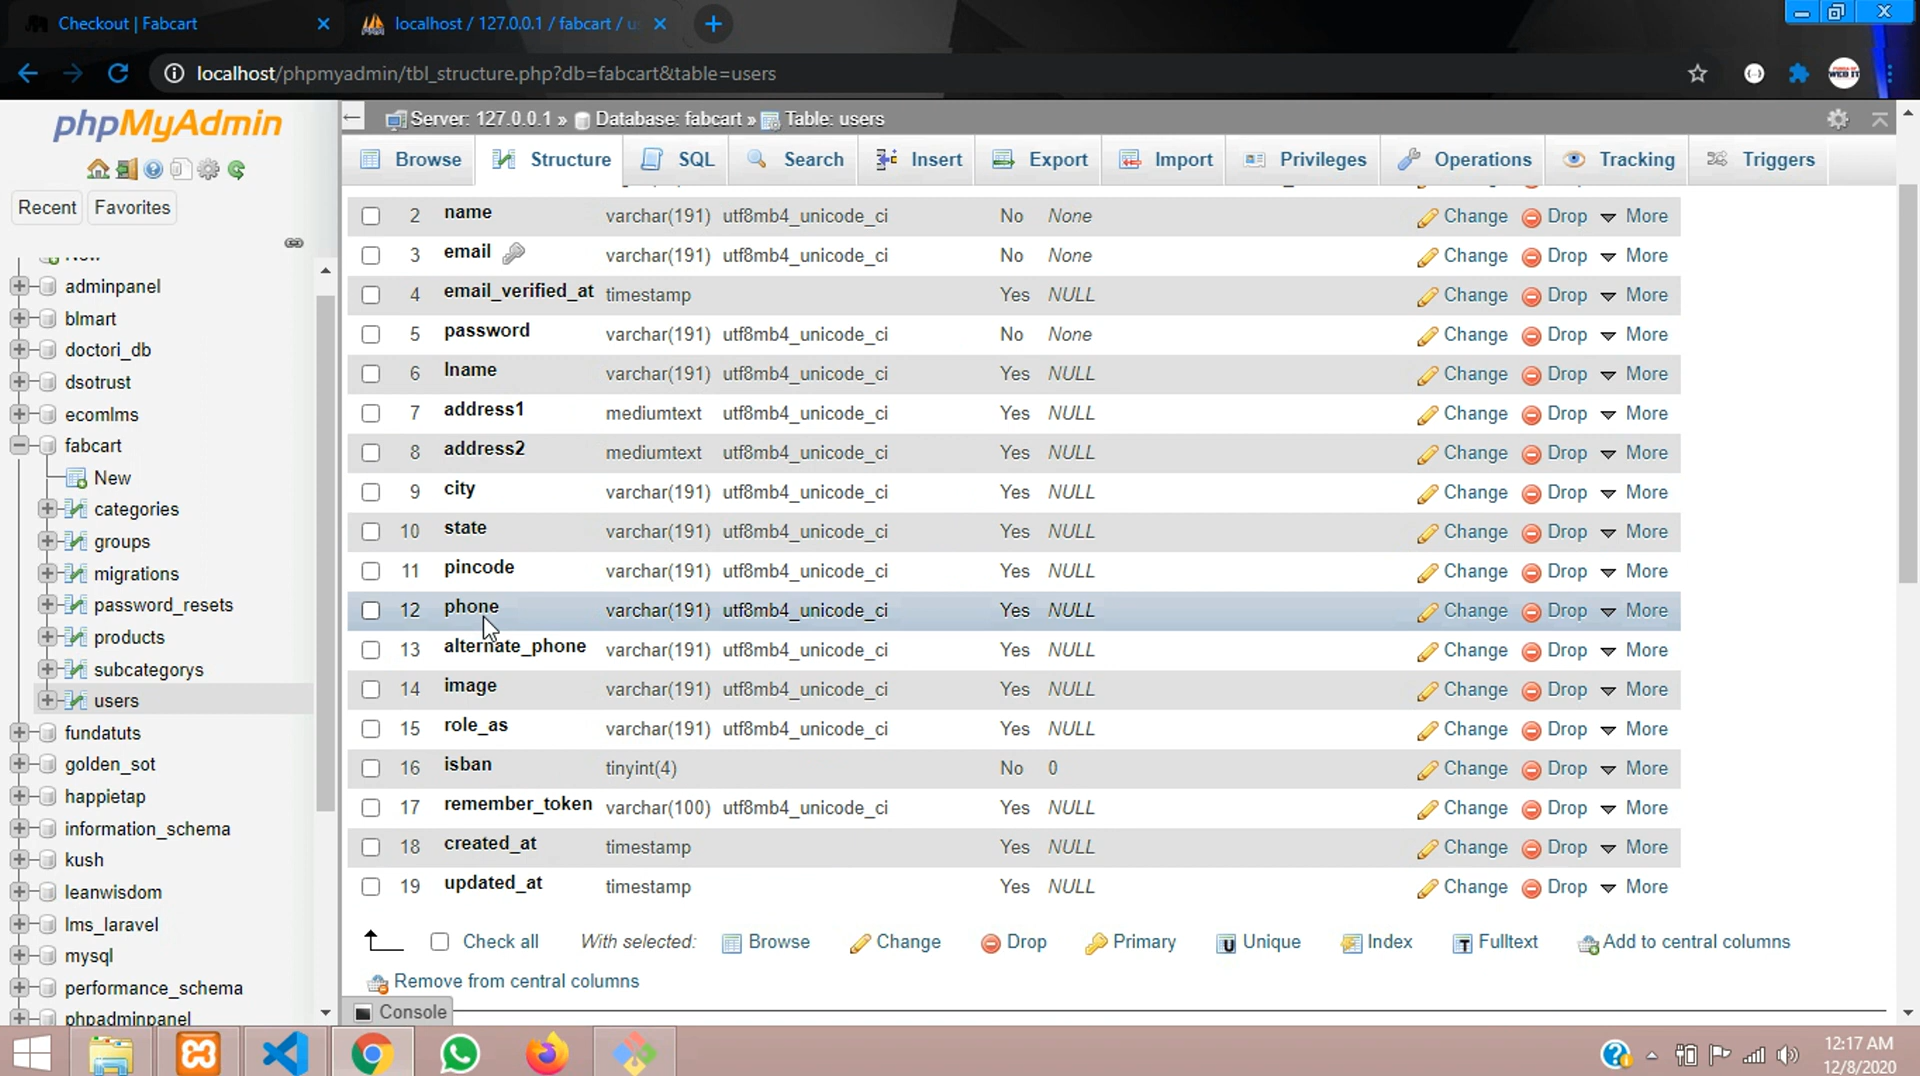 Checkout | Fabcart
localhost / 127.0.0.1 / fabcart / u
localhost/phpmyadmin/tbl_structure.php?db=fabcart&table=users
phpMyAdmin
Server: 127.0.0.1 » Database: fabcart » Table: users
Browse Structure SQL Search Insert Export Import Privileges Operations Tracking Triggers
Recent Favorites
adminpanel
blmart
doctori_db
dsotrust
ecomlms
fabcart
New
categories
groups
migrations
password_resets
products
subcategorys
users
fundatuts
golden_sot
happietap
information_schema
kush
leanwisdom
lms_laravel
mysql
performance_schema
phpadminpanel
2 name varchar(191) utf8mb4_unicode_ci No None Change Drop More
3 email varchar(191) utf8mb4_unicode_ci No None Change Drop More
4 email_verified_at timestamp Yes NULL Change Drop More
5 password varchar(191) utf8mb4_unicode_ci No None Change Drop More
6 lname varchar(191) utf8mb4_unicode_ci Yes NULL Change Drop More
7 address1 mediumtext utf8mb4_unicode_ci Yes NULL Change Drop More
8 address2 mediumtext utf8mb4_unicode_ci Yes NULL Change Drop More
9 city varchar(191) utf8mb4_unicode_ci Yes NULL Change Drop More
10 state varchar(191) utf8mb4_unicode_ci Yes NULL Change Drop More
11 pincode varchar(191) utf8mb4_unicode_ci Yes NULL Change Drop More
12 phone varchar(191) utf8mb4_unicode_ci Yes NULL Change Drop More
13 alternate_phone varchar(191) utf8mb4_unicode_ci Yes NULL Change Drop More
14 image varchar(191) utf8mb4_unicode_ci Yes NULL Change Drop More
15 role_as varchar(191) utf8mb4_unicode_ci Yes NULL Change Drop More
16 isban tinyint(4) No 0 Change Drop More
17 remember_token varchar(100) utf8mb4_unicode_ci Yes NULL Change Drop More
18 created_at timestamp Yes NULL Change Drop More
19 updated_at timestamp Yes NULL Change Drop More
Check all With selected: Browse Change Drop Primary Unique Index Fulltext Add to central columns
Remove from central columns
Console
12:17 AM
12/8/2020